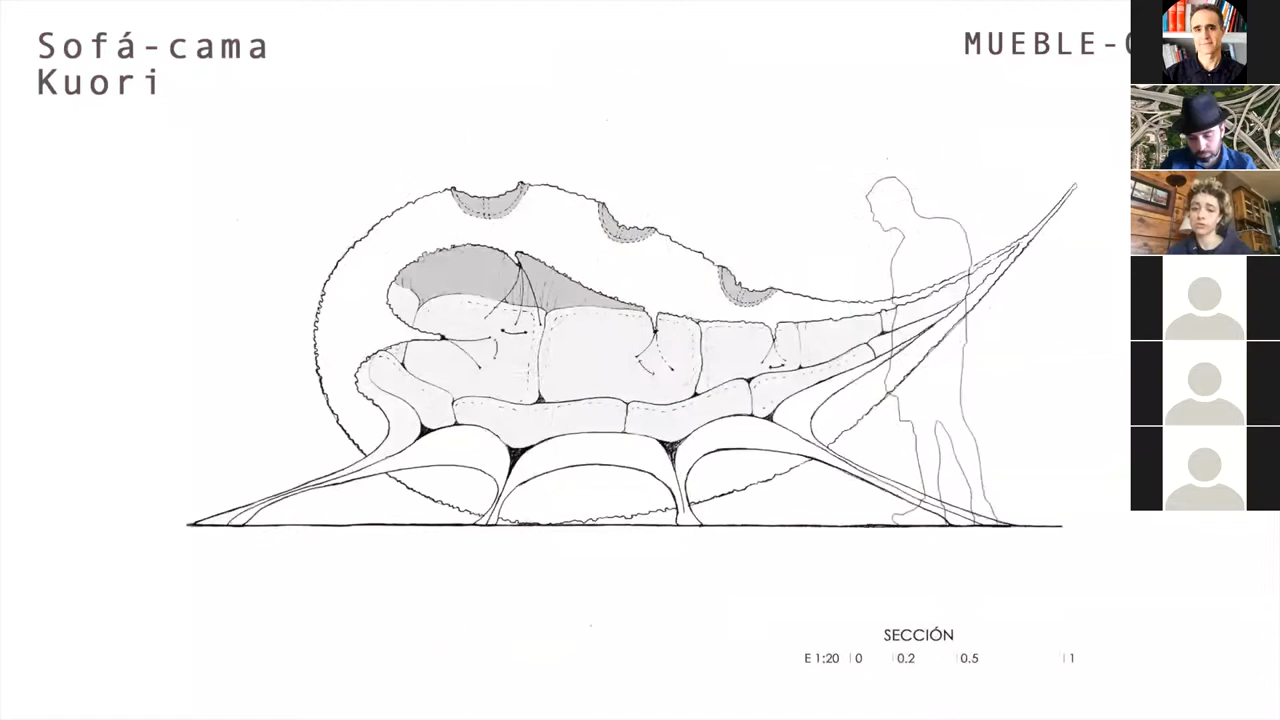 Sofá-cama
Kuori
MUEBLE-
SECCIÓN
E 1:20 0 0.2 0.5 1